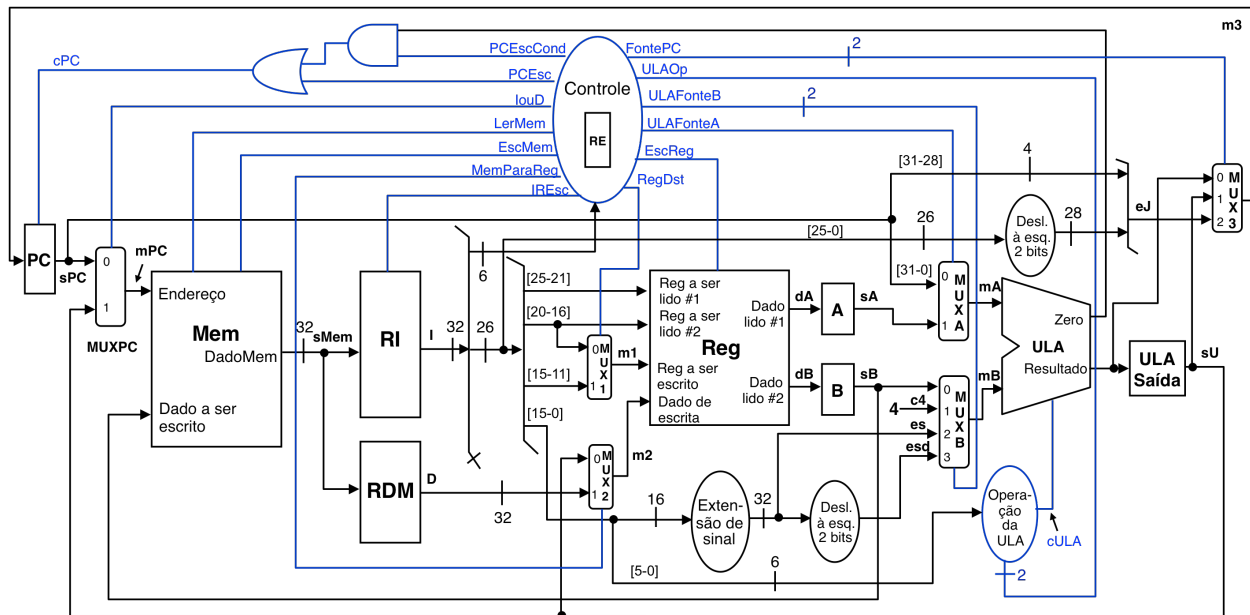 m3
PCEscCond
FontePC
2
cPC
PCEsc
ULAOp
Controle
IouD
ULAFonteB
2
LerMem
ULAFonteA
RE
EscMem
EscReg
MemParaReg
RegDst
IREsc
[31-28]
4
0
1
2
M
U
X
3
PC
sPC
mPC
0
1
MUXPC
6
[25-0]
26
Desl.
à esq.
2 bits
28
eJ
[31-0]
Endereço
Mem
DadoMem
Dado a ser
escrito
32
sMem
RI
I
32
26
[25-21]
[20-16]
[15-11]
[15-0]
0
1
M
U
X
1
m1
Reg a ser
lido #1
Reg a ser
lido #2
Reg
Reg a ser
escrito
Dado de
escrita
Dado
lido #1
Dado
lido #2
dA
A
sA
dB
B
sB
0
1
M
U
X
A
mA
0
1
2
3
M
U
X
B
mB
4
c4
es
esd
Zero
ULA
Resultado
ULA
Saída
sU
RDM
D
32
0
1
M
U
X
2
m2
16
Exten-
são de
sinal
32
Desl.
à esq.
2 bits
Opera-
ção da
ULA
cULA
[5-0]
6
2